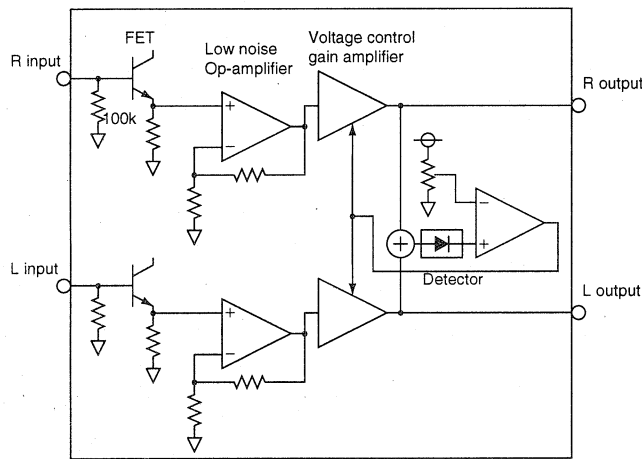 FET
Low noise
Op-amplifier
Voltage control
gain amplifier
R input
R output
100k
+
−
−
+
+
Detector
L input
L output
+
−